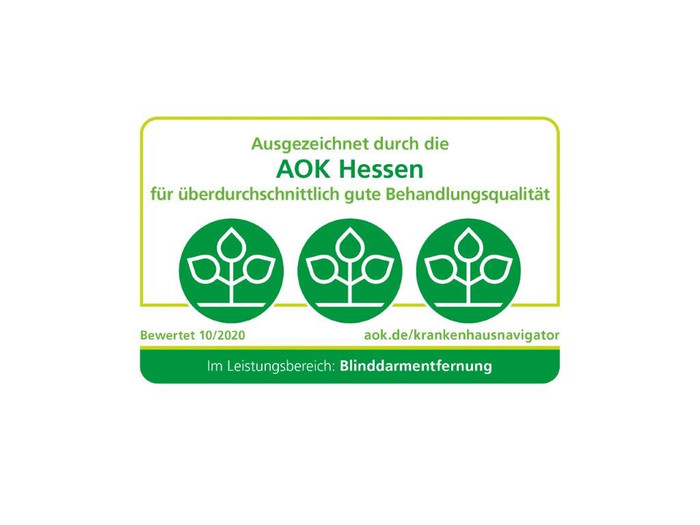 Ausgezeichnet durch die
AOK Hessen
für überdurchschnittlich gute Behandlungsqualität
Bewertet 10/2020 aok.de/krankenhausnavigator
Im Leistungsbereich: Blinddarmentfernung